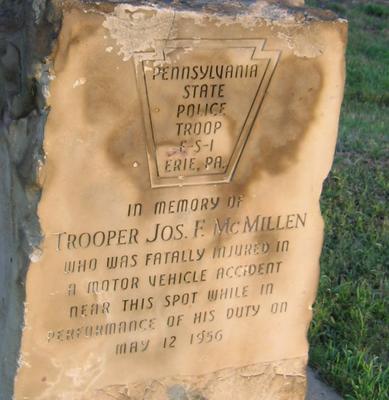 PENNSYLVANIA
STATE
POLICE
TROOP
E-S-1
ERIE, PA.
IN MEMORY OF
TROOPER JOS. F. MCMILLEN
WHO WAS FATALLY INJURED IN
A MOTOR VEHICLE ACCIDENT
NEAR THIS SPOT WHILE IN
PERFORMANCE OF HIS DUTY ON
MAY 12 1956